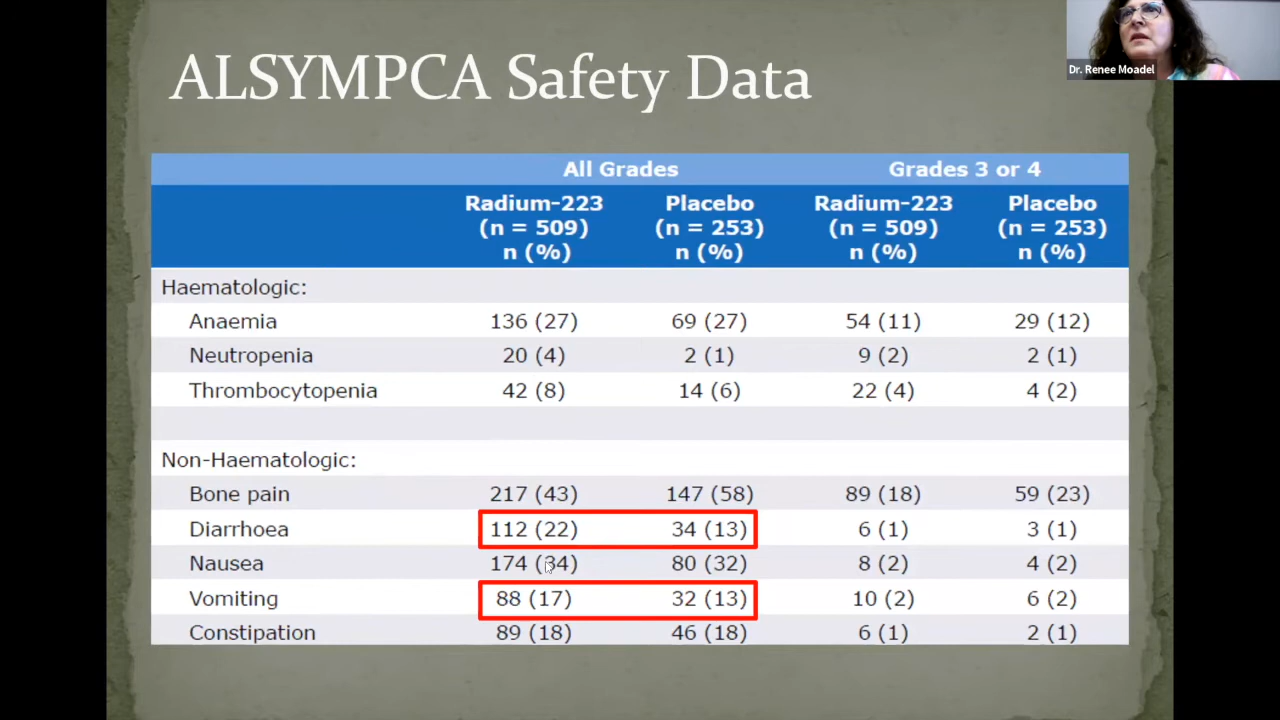 ALSYMPCA Safety Data
Dr. Renee Moadel
All Grades Grades 3 or 4
Radium-223 Placebo Radium-223 Placebo
(n = 509) (n = 253) (n = 509) (n = 253)
n (%) n (%) n (%) n (%)
Haematologic:
Anaemia 136 (27) 69 (27) 54 (11) 29 (12)
Neutropenia 20 (4) 2 (1) 9 (2) 2 (1)
Thrombocytopenia 42 (8) 14 (6) 22 (4) 4 (2)
Non-Haematologic:
Bone pain 217 (43) 147 (58) 89 (18) 59 (23)
Diarrhoea 112 (22) 34 (13) 6 (1) 3 (1)
Nausea 174 (34) 80 (32) 8 (2) 4 (2)
Vomiting 88 (17) 32 (13) 10 (2) 6 (2)
Constipation 89 (18) 46 (18) 6 (1) 2 (1)